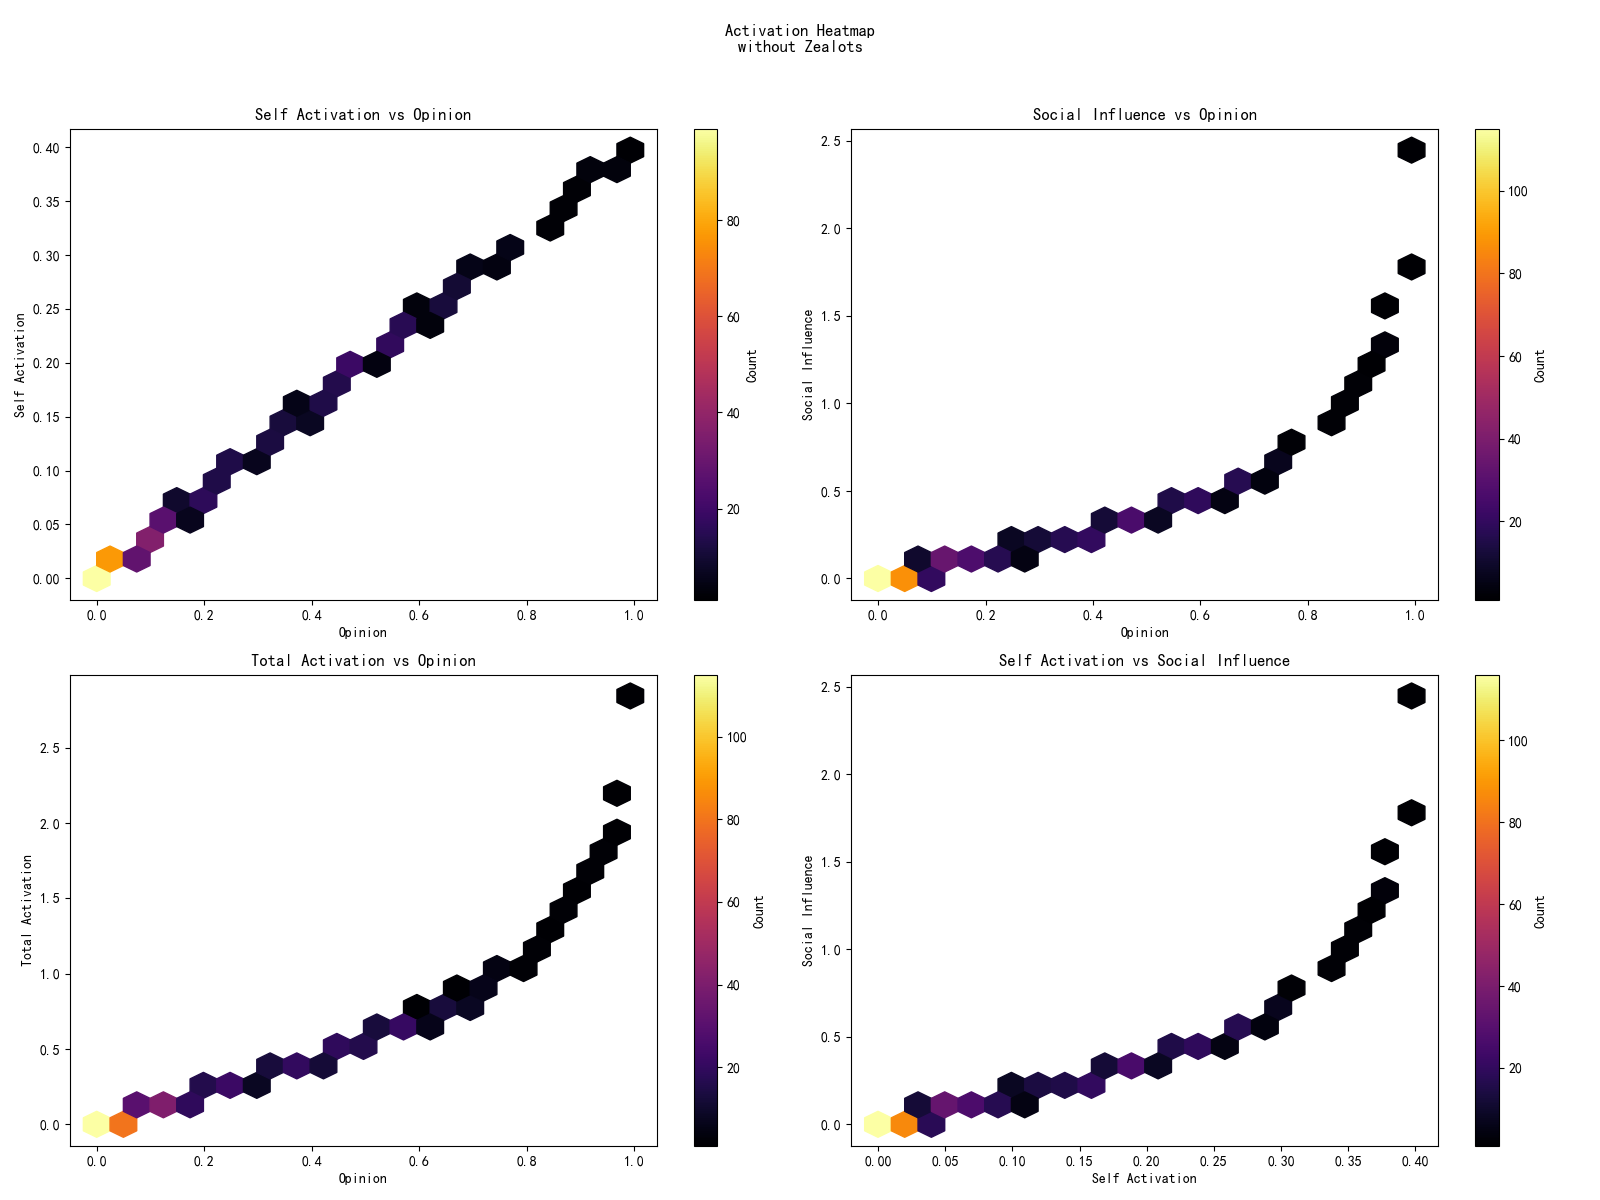 Activation Heatmap
without Zealots
Self Activation vs Opinion
0.40
0.35
0.30
0.25
0.20
0.15
0.10
0.05
0.00
Self Activation
0.0 0.2 0.4 0.6 0.8 1.0
Opinion
80
60
40
20
Count
Social Influence vs Opinion
2.5
2.0
1.5
1.0
0.5
0.0
Social Influence
0.0 0.2 0.4 0.6 0.8 1.0
Opinion
100
80
60
40
20
Count
Total Activation vs Opinion
2.5
2.0
1.5
1.0
0.5
0.0
Total Activation
0.0 0.2 0.4 0.6 0.8 1.0
Opinion
100
80
60
40
20
Count
Self Activation vs Social Influence
2.5
2.0
1.5
1.0
0.5
0.0
Social Influence
0.00 0.05 0.10 0.15 0.20 0.25 0.30 0.35 0.40
Self Activation
100
80
60
40
20
Count